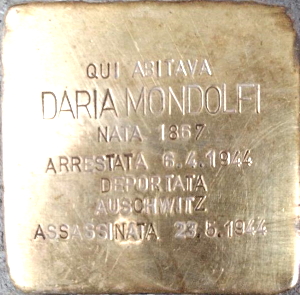 QUI ABITAVA
DARIA MONDOLFI
NATA 1867
ARRESTATA 6.4.1944
DEPORTATA
AUSCHWITZ
ASSASSINATA 23.5.1944